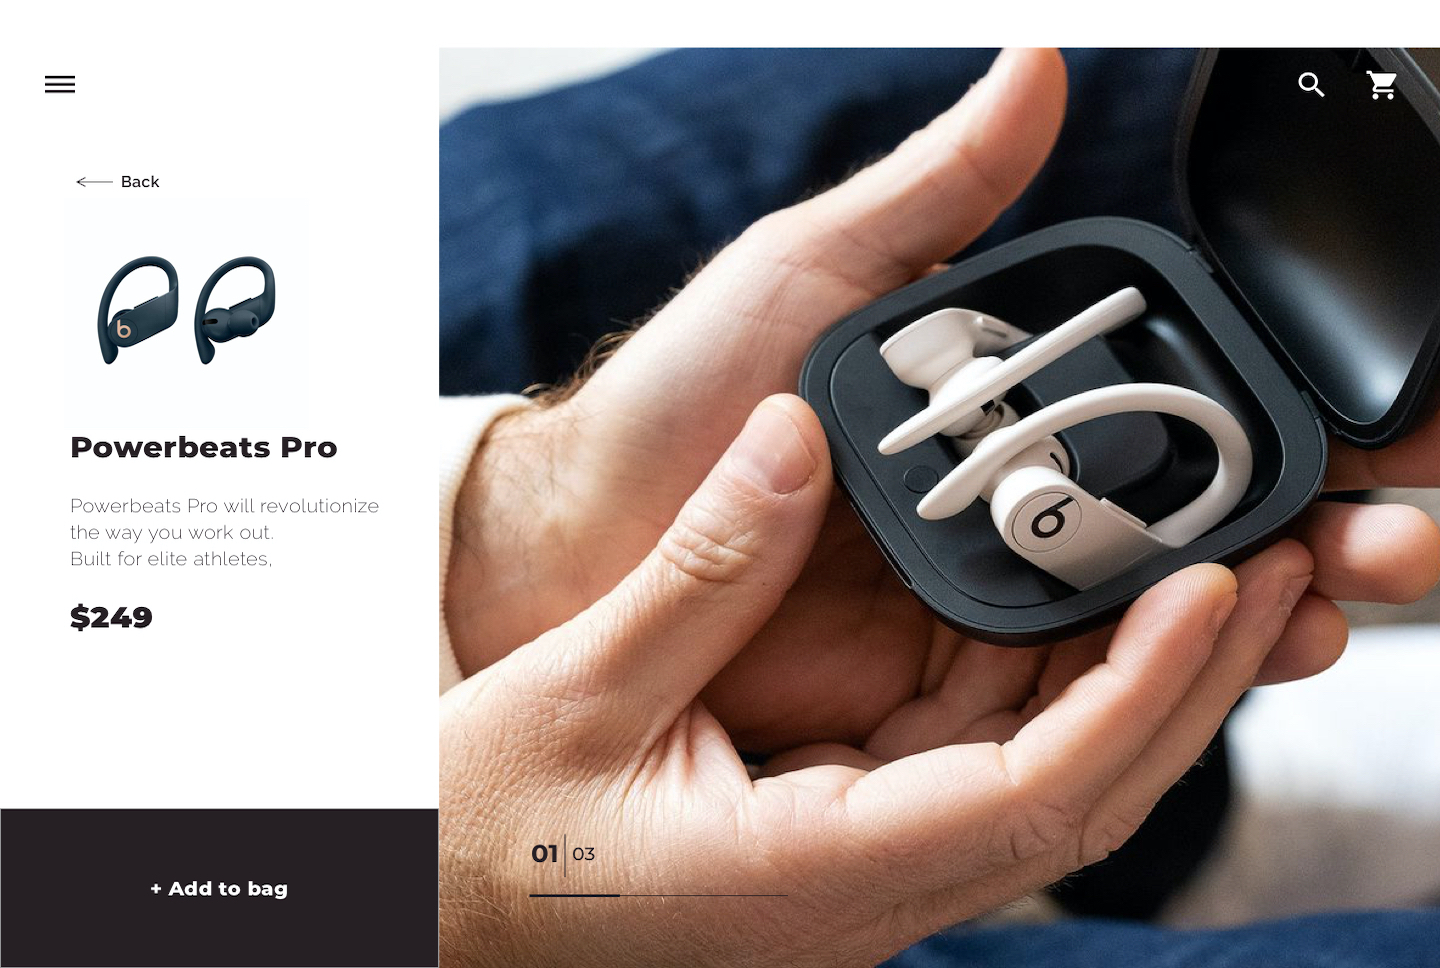 Back
Powerbeats Pro
Powerbeats Pro will revolutionize
the way you work out.
Built for elite athletes,
$249
+ Add to bag
01 03